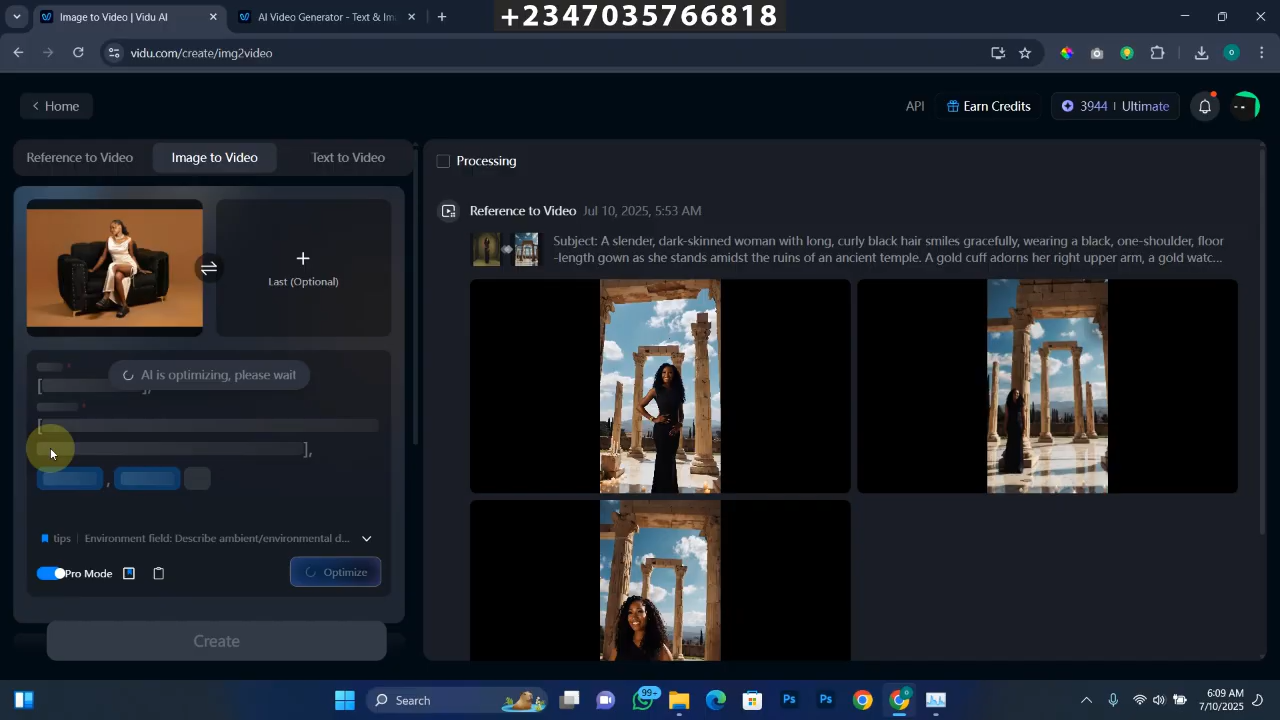 Image to Video | Vidu AI
AI Video Generator - Text & Im
+2347035766818
vidu.com/create/img2video
Home
API
Earn Credits
3944 | Ultimate
Reference to Video
Image to Video
Text to Video
Processing
Reference to Video Jul 10, 2025, 5:53 AM
Subject: A slender, dark-skinned woman with long, curly black hair smiles gracefully, wearing a black, one-shoulder, floor
-length gown as she stands amidst the ruins of an ancient temple. A gold cuff adorns her right upper arm, a gold watc...
Last (Optional)
AI is optimizing, please wait
tips | Environment field: Describe ambient/environmental d...
Pro Mode
Optimize
Create
Search
99+
Ps
Ps
6:09 AM
7/10/2025